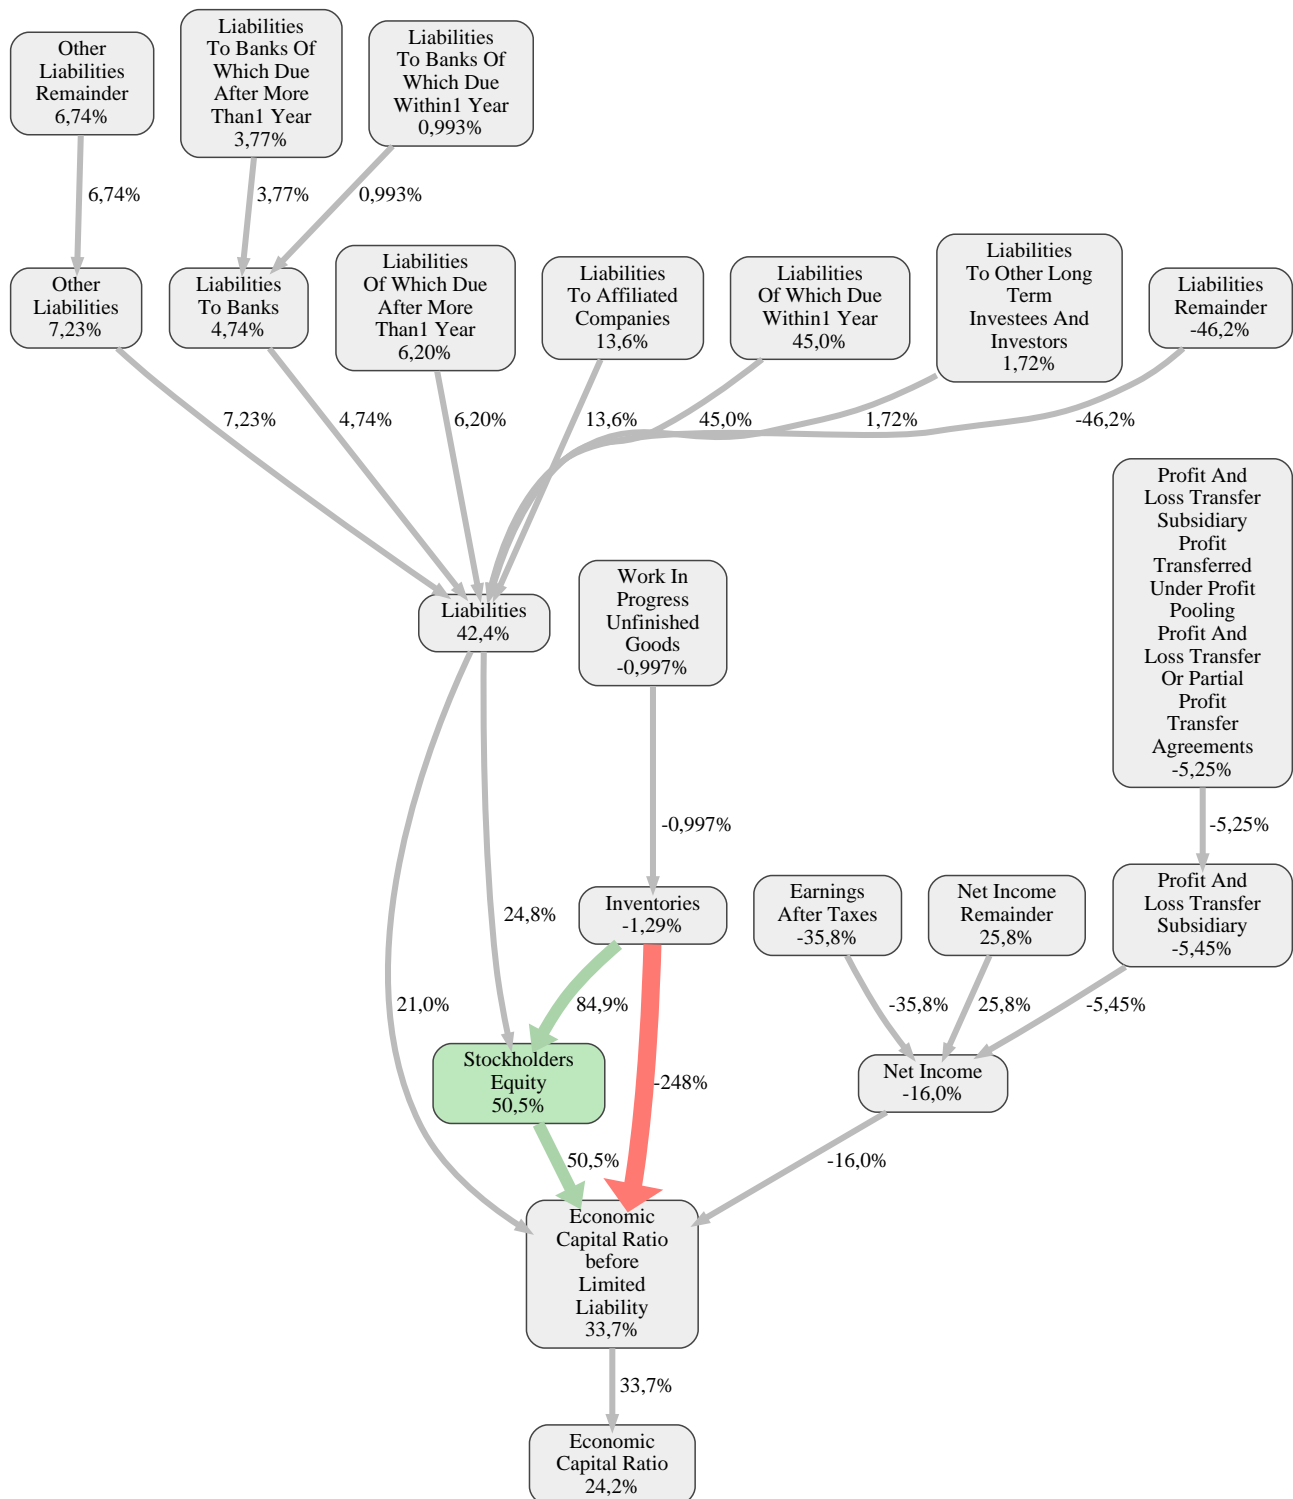 Other
Liabilities
Remainder
6,74%
Liabilities
To Banks Of
Which Due
After More
Than1 Year
3,77%
Liabilities
To Banks Of
Which Due
Within1 Year
0,993%
6,74%
3,77%
0,993%
Other
Liabilities
7,23%
Liabilities
To Banks
4,74%
Liabilities
Of Which Due
After More
Than1 Year
6,20%
Liabilities
To Affiliated
Companies
13,6%
Liabilities
Of Which Due
Within1 Year
45,0%
Liabilities
To Other Long
Term
Investees And
Investors
1,72%
Liabilities
Remainder
-46,2%
7,23%
4,74%
6,20%
13,6%
45,0%
1,72%
-46,2%
Profit And
Loss Transfer
Subsidiary
Profit
Transferred
Under Profit
Pooling
Profit And
Loss Transfer
Or Partial
Profit
Transfer
Agreements
-5,25%
Liabilities
42,4%
Work In
Progress
Unfinished
Goods
-0,997%
-0,997%
-5,25%
Inventories
-1,29%
Earnings
After Taxes
-35,8%
Net Income
Remainder
25,8%
Profit And
Loss Transfer
Subsidiary
-5,45%
24,8%
21,0%
84,9%
-248%
-35,8%
25,8%
-5,45%
Stockholders
Equity
50,5%
Net Income
-16,0%
50,5%
-16,0%
Economic
Capital Ratio
before
Limited
Liability
33,7%
33,7%
Economic
Capital Ratio
24,2%